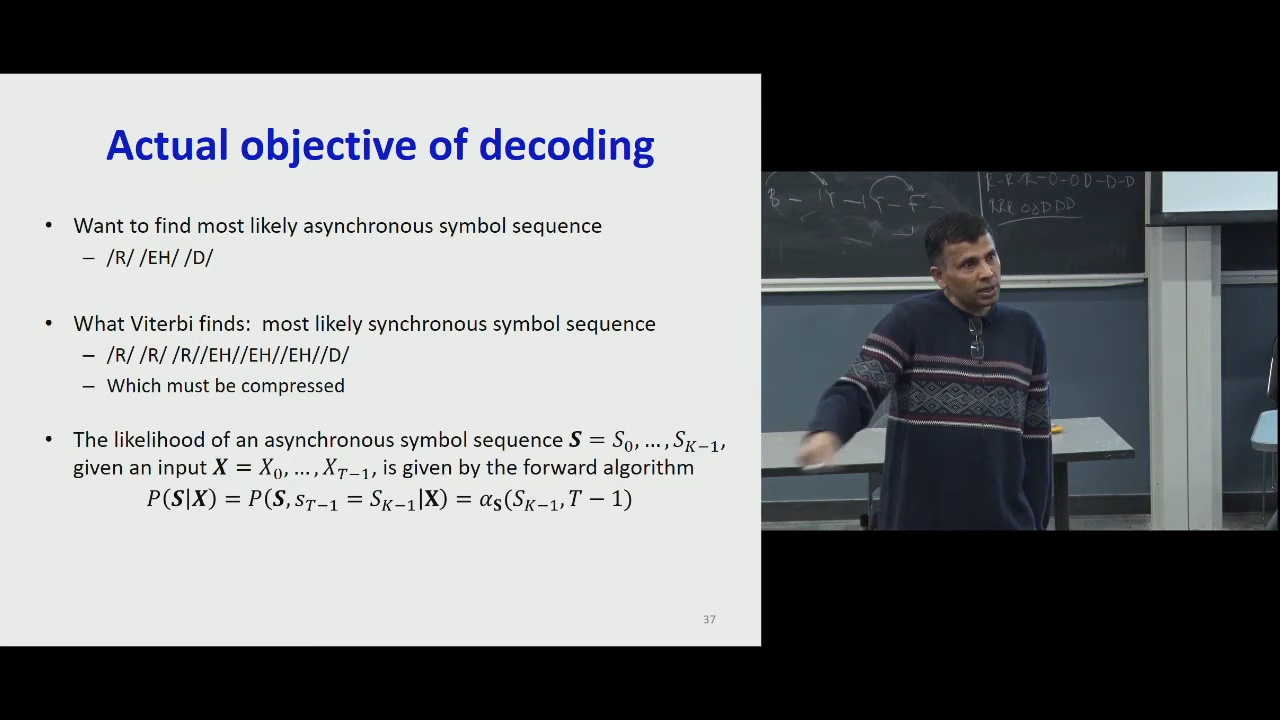 Actual objective of decoding
• Want to find most likely asynchronous symbol sequence
– /R/ /EH/ /D/
• What Viterbi finds: most likely synchronous symbol sequence
– /R/ /R/ /R//EH//EH//EH//D/
– Which must be compressed
• The likelihood of an asynchronous symbol sequence 𝑺 = 𝑆₀, … , 𝑆_{K−1},
given an input 𝑿 = 𝑋₀, … , 𝑋_{T−1}, is given by the forward algorithm
𝑃(𝑺|𝑿) = 𝑃(𝑺, 𝑠_{T−1} = 𝑆_{K−1}|𝐗) = 𝛼_𝐒(𝑆_{K−1}, 𝑇 − 1)
37
B – IY – IY – F –
R-R-R-O-OD-D-D